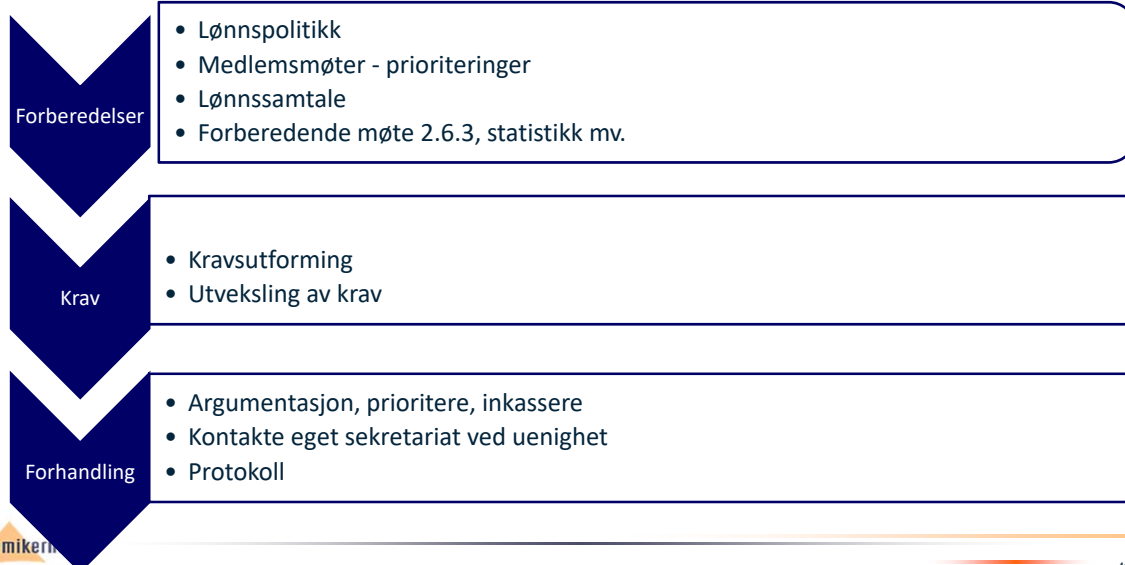 Forberedelser
• Lønnspolitikk
• Medlemsmøter - prioriteringer
• Lønnssamtale
• Forberedende møte 2.6.3, statistikk mv.
Krav
• Kravsutforming
• Utveksling av krav
Forhandling
• Argumentasjon, prioritere, inkassere
• Kontakte eget sekretariat ved uenighet
• Protokoll